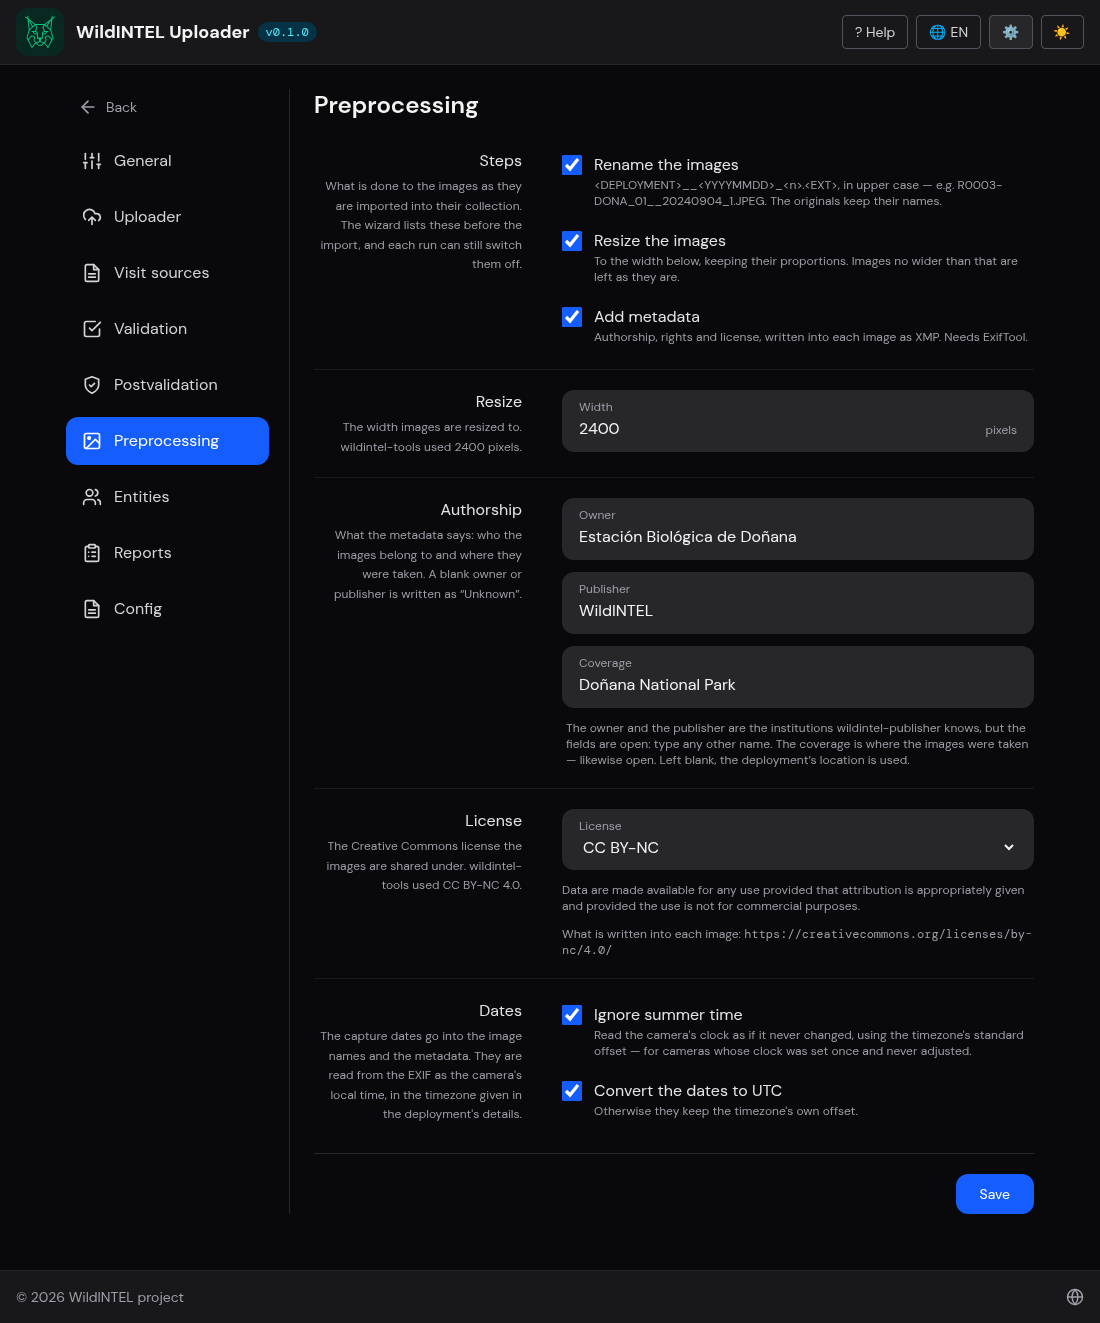 WildINTEL Uploader v0.1.0
? Help
EN
Back
General
Uploader
Visit sources
Validation
Postvalidation
Preprocessing
Entities
Reports
Config
Preprocessing
Steps
What is done to the images as they
are imported into their collection.
The wizard lists these before the
import, and each run can still switch
them off.
Rename the images
<DEPLOYMENT>__<YYYYMMDD>_<n>.<EXT>, in upper case — e.g. R0003-
DONA_01__20240904_1.JPEG. The originals keep their names.
Resize the images
To the width below, keeping their proportions. Images no wider than that are
left as they are.
Add metadata
Authorship, rights and license, written into each image as XMP. Needs ExifTool.
Resize
The width images are resized to.
wildintel-tools used 2400 pixels.
Width
2400
pixels
Authorship
What the metadata says: who the
images belong to and where they
were taken. A blank owner or
publisher is written as “Unknown”.
Owner
Estación Biológica de Doñana
Publisher
WildINTEL
Coverage
Doñana National Park
The owner and the publisher are the institutions wildintel-publisher knows, but the
fields are open: type any other name. The coverage is where the images were taken
— likewise open. Left blank, the deployment's location is used.
License
The Creative Commons license the
images are shared under. wildintel-
tools used CC BY-NC 4.0.
License
CC BY-NC
Data are made available for any use provided that attribution is appropriately given
and provided the use is not for commercial purposes.
What is written into each image: https://creativecommons.org/licenses/by-
nc/4.0/
Dates
The capture dates go into the image
names and the metadata. They are
read from the EXIF as the camera's
local time, in the timezone given in
the deployment's details.
Ignore summer time
Read the camera's clock as if it never changed, using the timezone's standard
offset — for cameras whose clock was set once and never adjusted.
Convert the dates to UTC
Otherwise they keep the timezone's own offset.
Save
© 2026 WildINTEL project